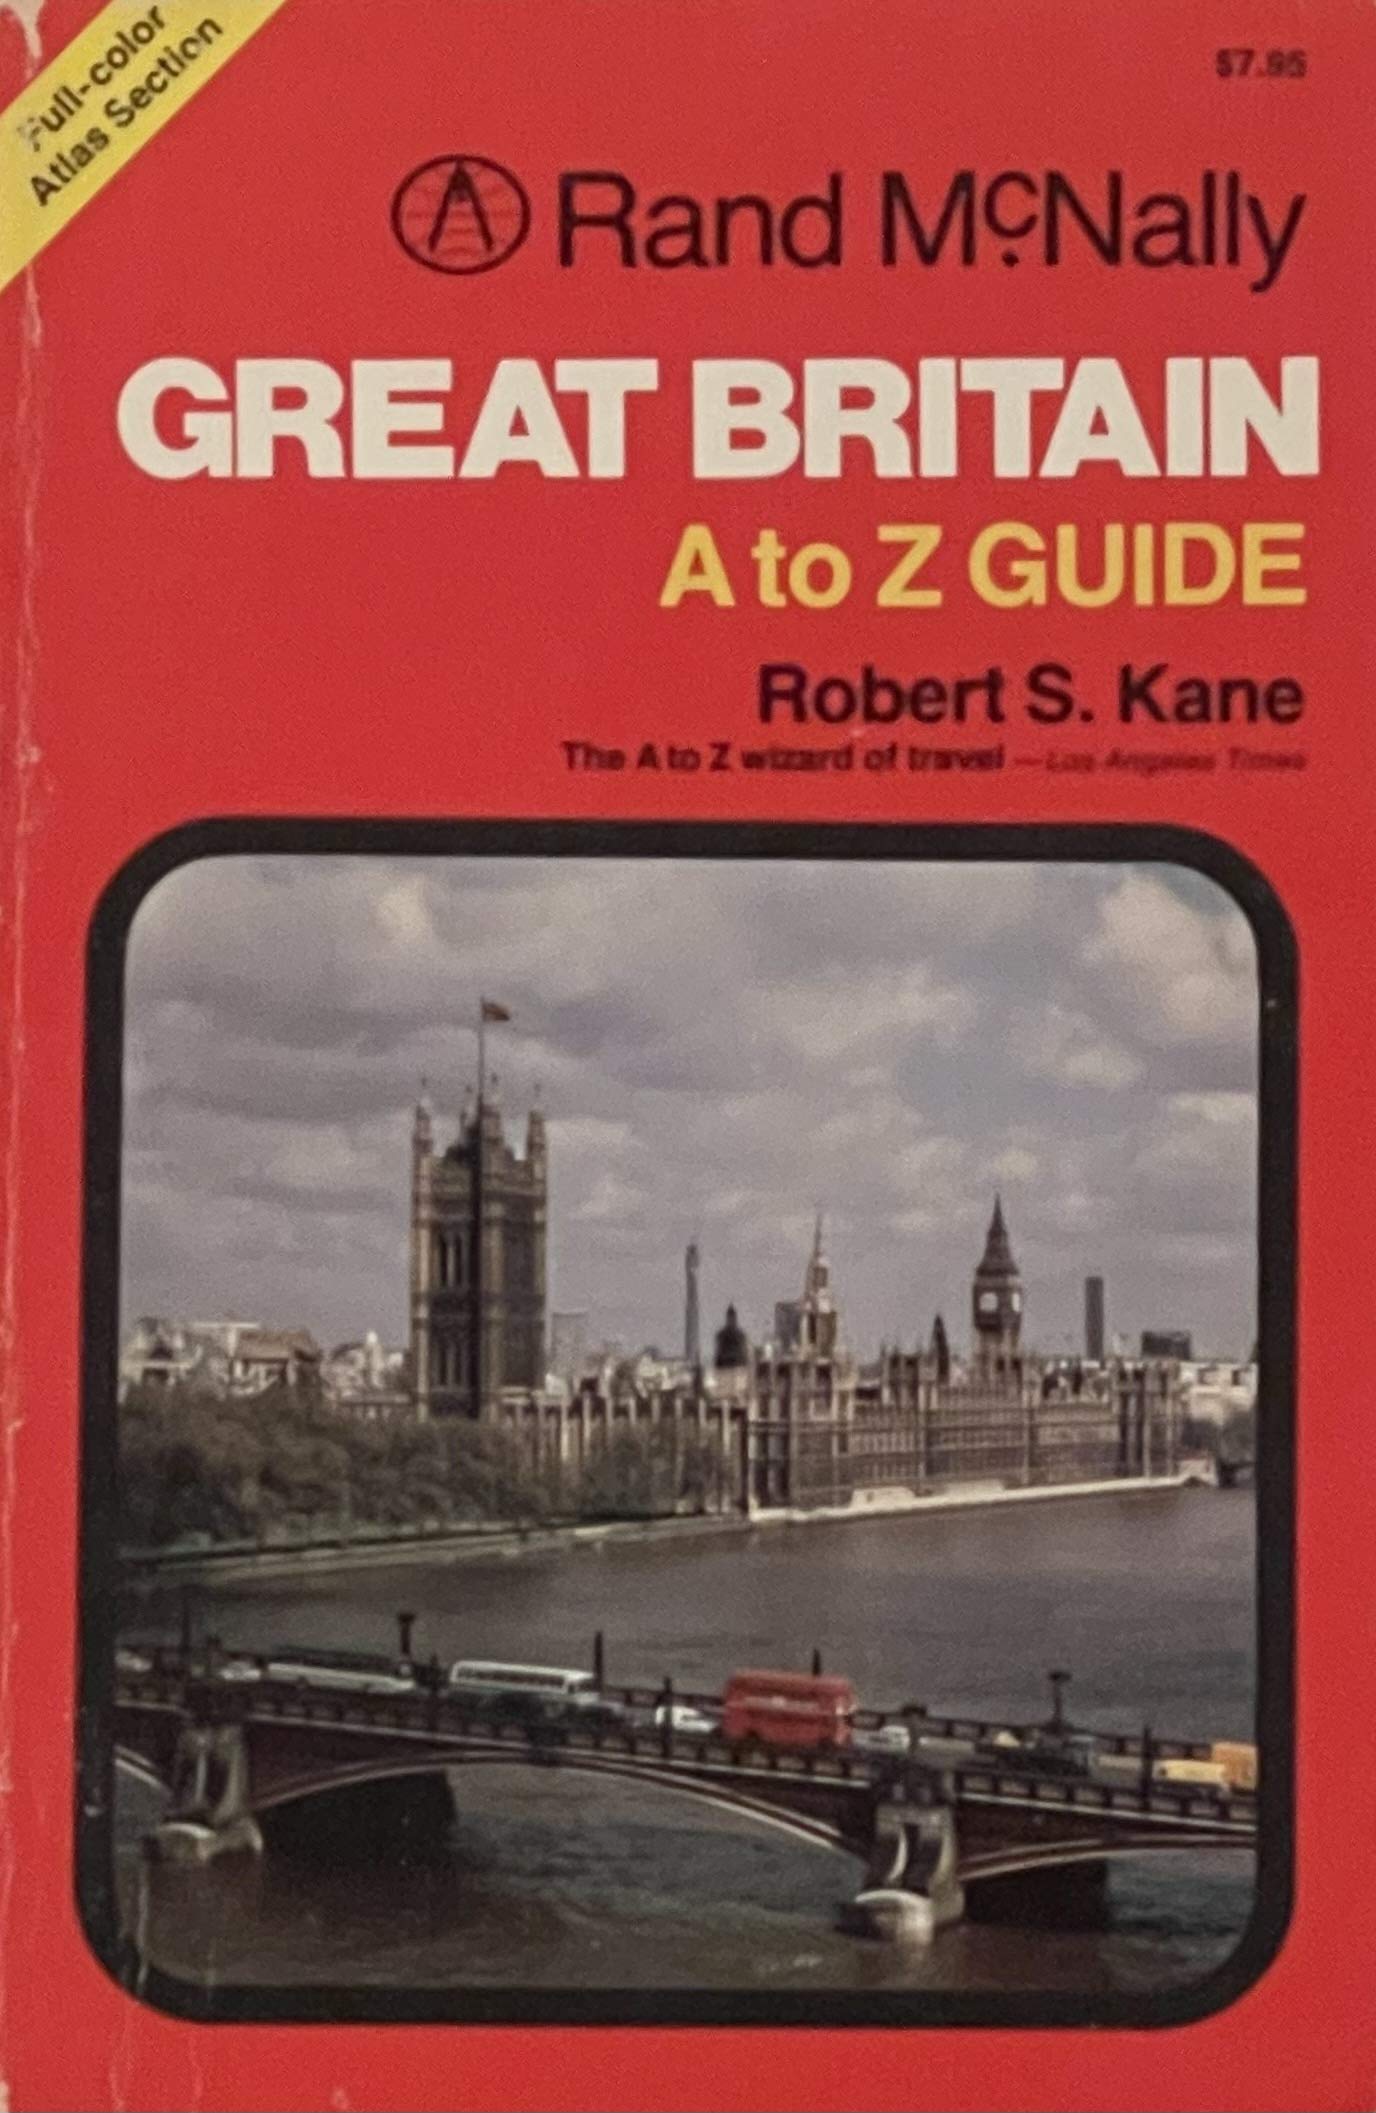 Full-color
Atlas Section
$7.95
Rand McNally
GREAT BRITAIN
A to Z GUIDE
Robert S. Kane
The A to Z wizard of travel —Los Angeles Times